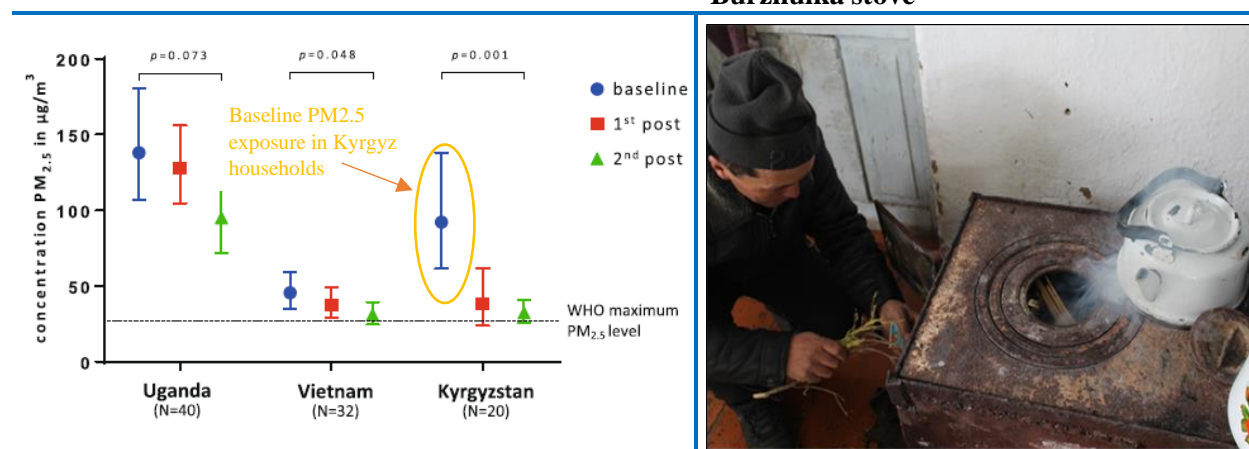 Burzhuika stove
p=0.073
p=0.048
p=0.001
200
150
100
50
0
concentration PM2.5 in µg/m3
Baseline PM2.5
exposure in Kyrgyz
households
baseline
1st post
2nd post
WHO maximum
PM2.5 level
Uganda
(N=40)
Vietnam
(N=32)
Kyrgyzstan
(N=20)